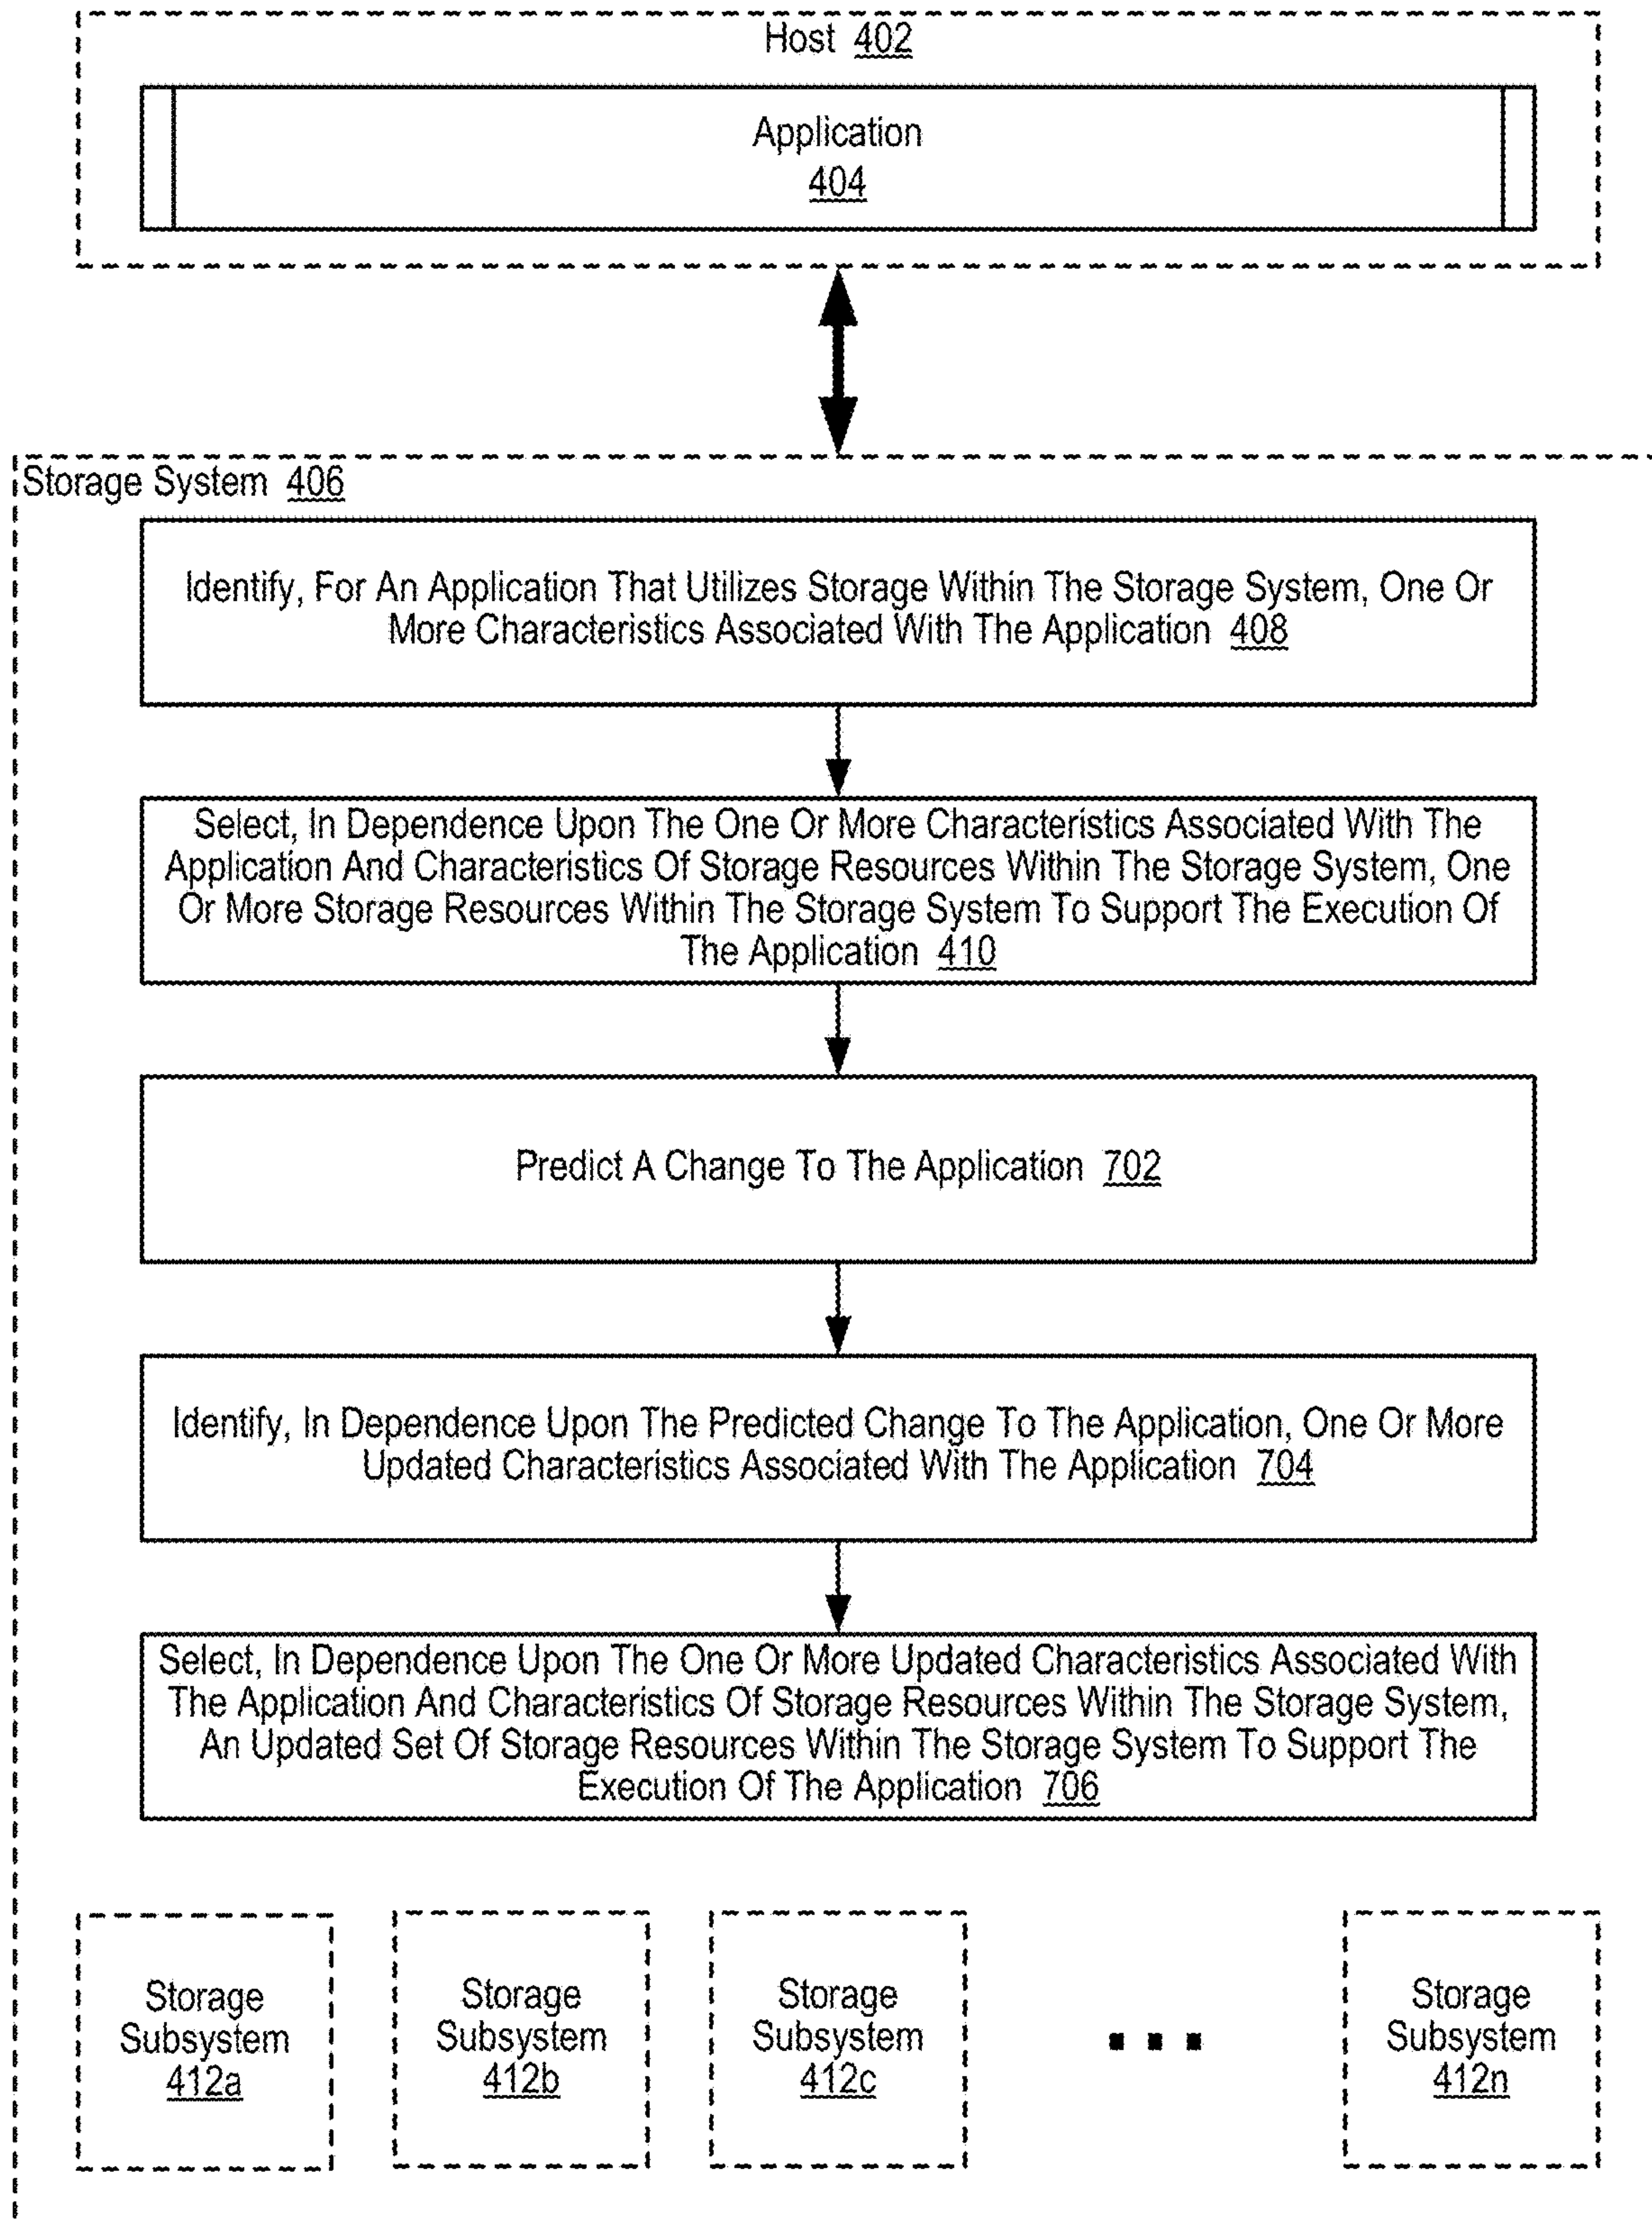 Host 402
Application
404
Storage System 406
Identify, For An Application That Utilizes Storage Within The Storage System, One Or
More Characteristics Associated With The Application 408
Select, In Dependence Upon The One Or More Characteristics Associated With The
Application And Characteristics Of Storage Resources Within The Storage System, One
Or More Storage Resources Within The Storage System To Support The Execution Of
The Application 410
Predict A Change To The Application 702
Identify, In Dependence Upon The Predicted Change To The Application, One Or More
Updated Characteristics Associated With The Application 704
Select, In Dependence Upon The One Or More Updated Characteristics Associated With
The Application And Characteristics Of Storage Resources Within The Storage System,
An Updated Set Of Storage Resources Within The Storage System To Support The
Execution Of The Application 706
Storage
Subsystem
412a
Storage
Subsystem
412b
Storage
Subsystem
412c
...
Storage
Subsystem
412n